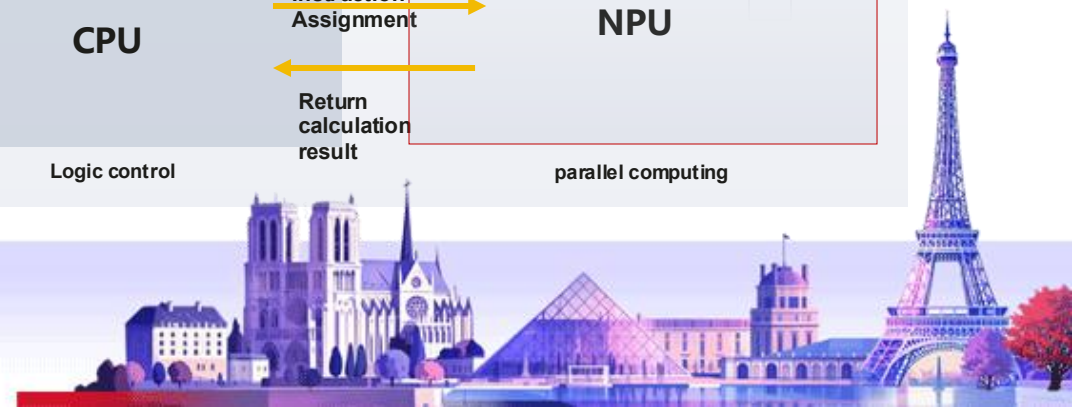 Assignment
CPU
NPU
Return
calculation
result
Logic control
parallel computing